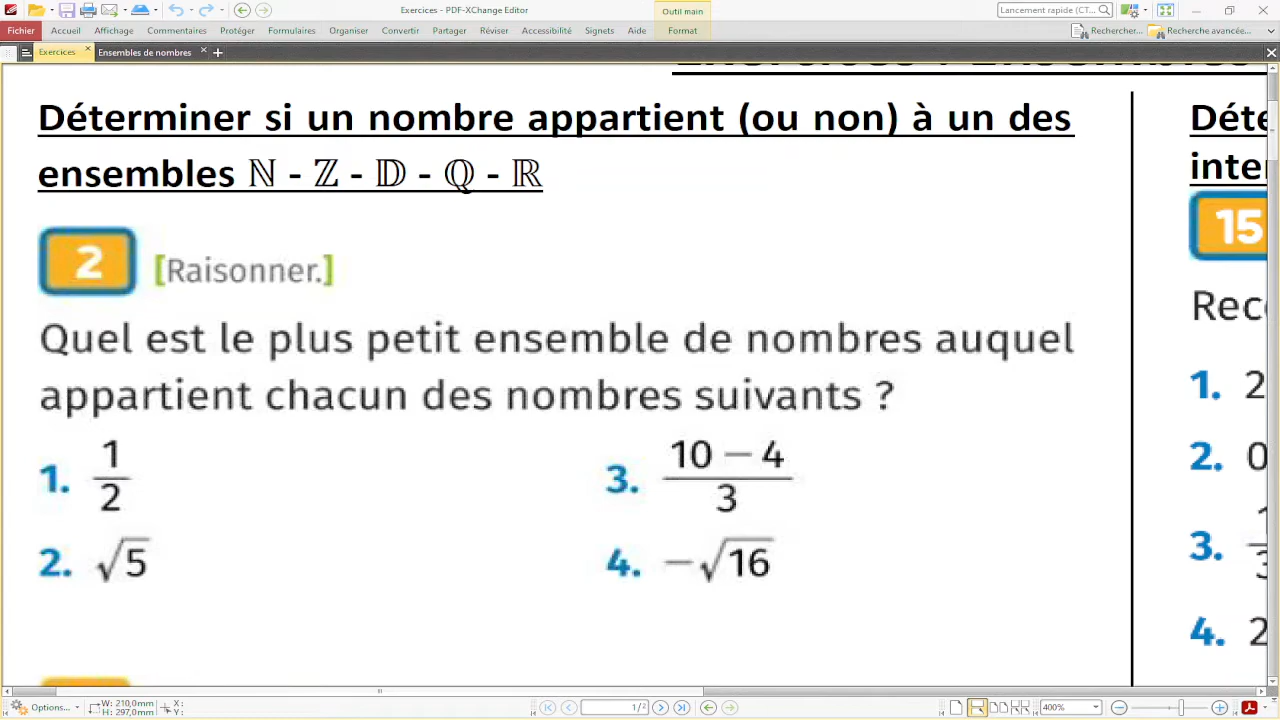 Exercices - PDF-XChange Editor
Outil main
Lancement rapide (CT...
Fichier Accueil Affichage Commentaires Protéger Formulaires Organiser Convertir Partager Réviser Accessibilité Signets Aide Format Rechercher... Recherche avancée...
Exercices Ensembles de nombres
Déterminer si un nombre appartient (ou non) à un des
ensembles ℕ - ℤ - 𝔻 - ℚ - ℝ
2 [Raisonner.]
Quel est le plus petit ensemble de nombres auquel
appartient chacun des nombres suivants ?
1. 1/2
2. √5
3. (10 − 4)/3
4. −√16
15
1. 2
2. 0
3.
4. 2
Options... W: 210,0mm H: 297,0mm X: Y: 1/2 400%